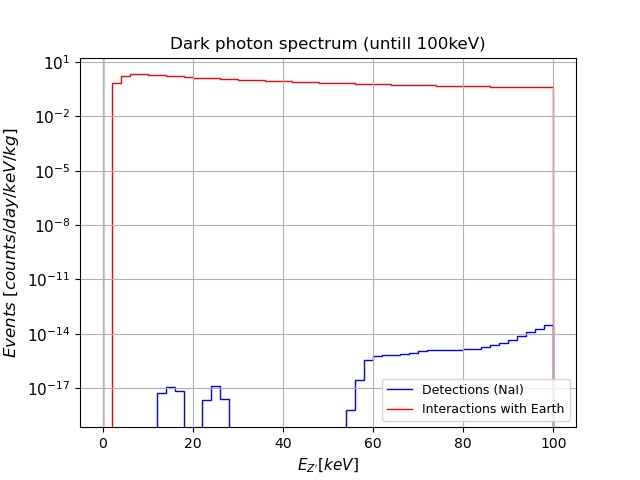 Dark photon spectrum (untill 100keV)
Events [counts/day/keV/kg]
10¹
10⁻²
10⁻⁵
10⁻⁸
10⁻¹¹
10⁻¹⁴
10⁻¹⁷
Detections (NaI)
Interactions with Earth
0 20 40 60 80 100
E_{Z'}[keV]